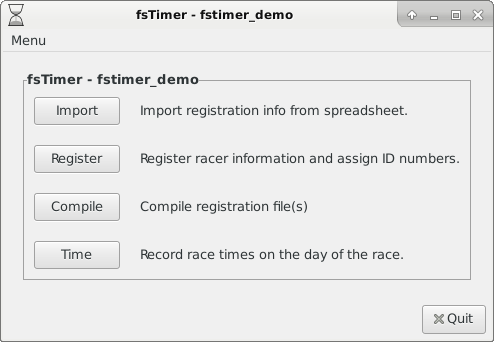 fsTimer - fstimer_demo
Menu
fsTimer - fstimer_demo
Import Import registration info from spreadsheet.
Register Register racer information and assign ID numbers.
Compile Compile registration file(s)
Time Record race times on the day of the race.
Quit